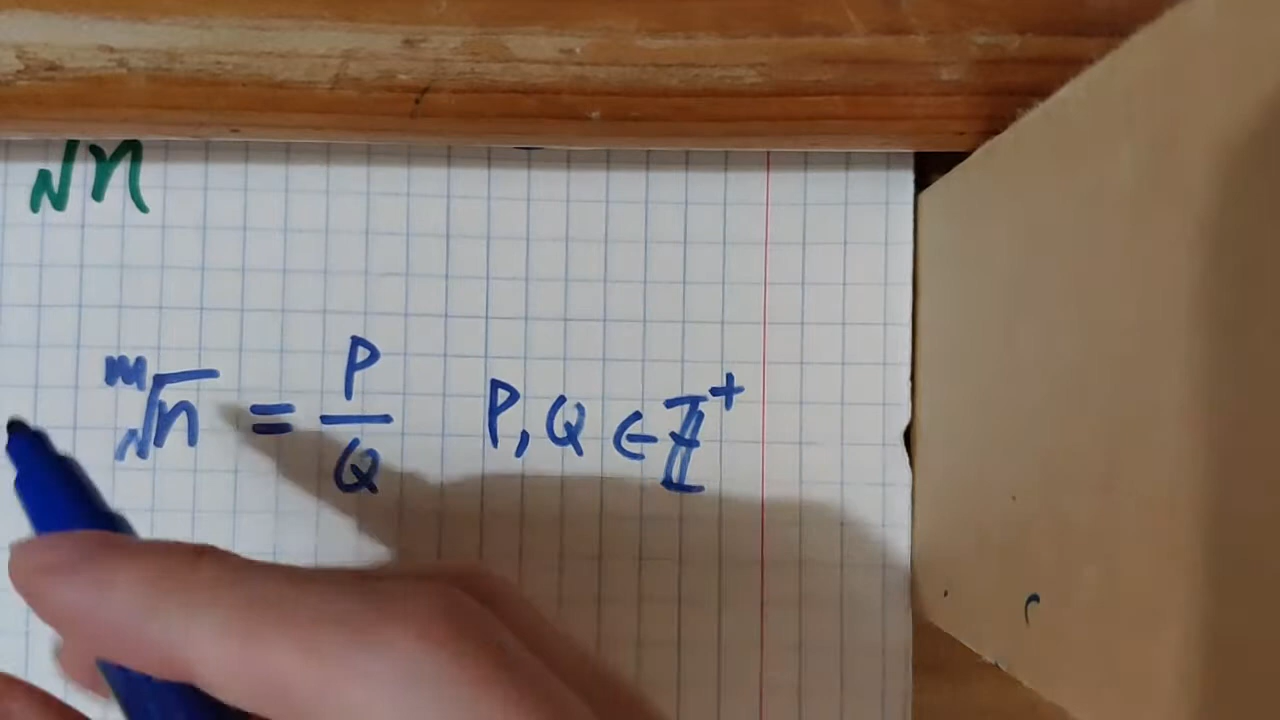 √n
ᵐ√n = P/Q   P, Q ∈ ℤ⁺